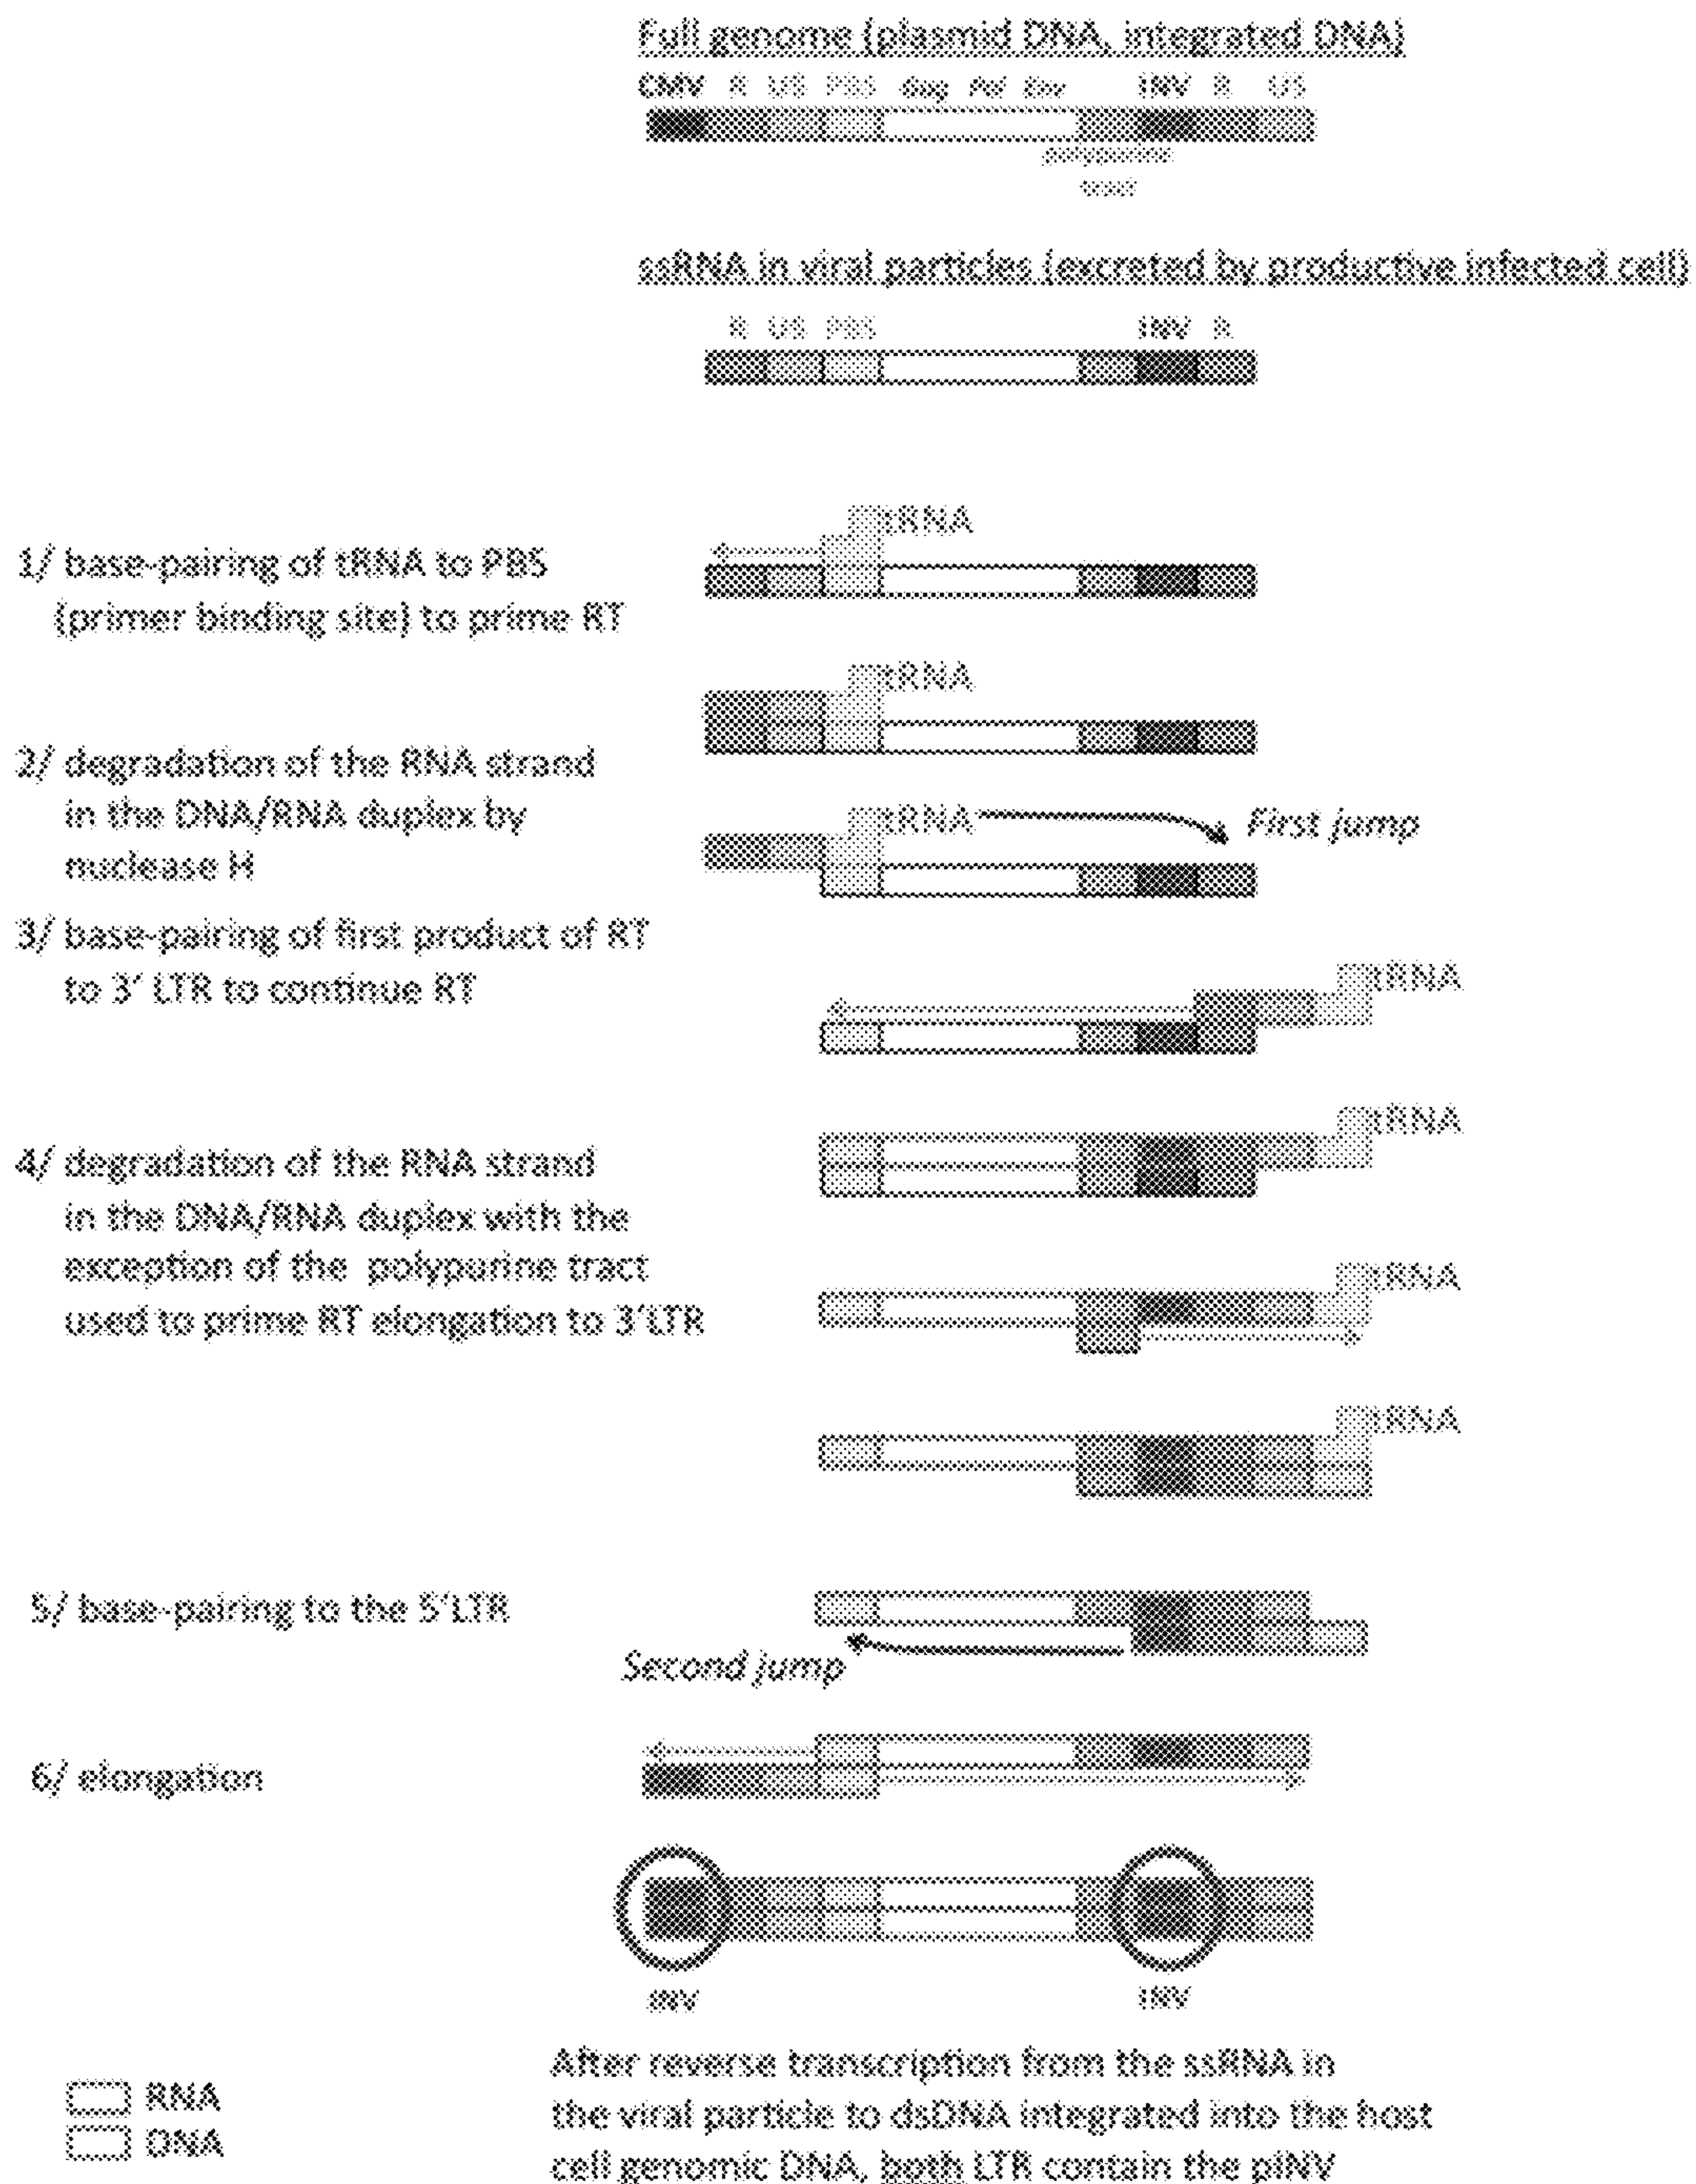 Full genome (plasmid DNA, integrated DNA)
CMV R U5 PBS Gag Pol Env INV R U5
polypurine
tract
ssRNA in viral particles (excreted by productive infected cell)
R U5 PBS INV R
tRNA
1/ base-pairing of tRNA to PBS
(primer binding site) to prime RT
tRNA
2/ degradation of the RNA strand
in the DNA/RNA duplex by
nuclease H
tRNA First jump
3/ base-pairing of first product of RT
to 3' LTR to continue RT
tRNA
tRNA
4/ degradation of the RNA strand
in the DNA/RNA duplex with the
exception of the polypurine tract
used to prime RT elongation to 3'LTR
tRNA
tRNA
5/ base-pairing to the 5'LTR
Second jump
6/ elongation
INV INV
RNA
DNA
After reverse transcription from the ssRNA in
the viral particle to dsDNA integrated into the host
cell genomic DNA, both LTR contain the piNV